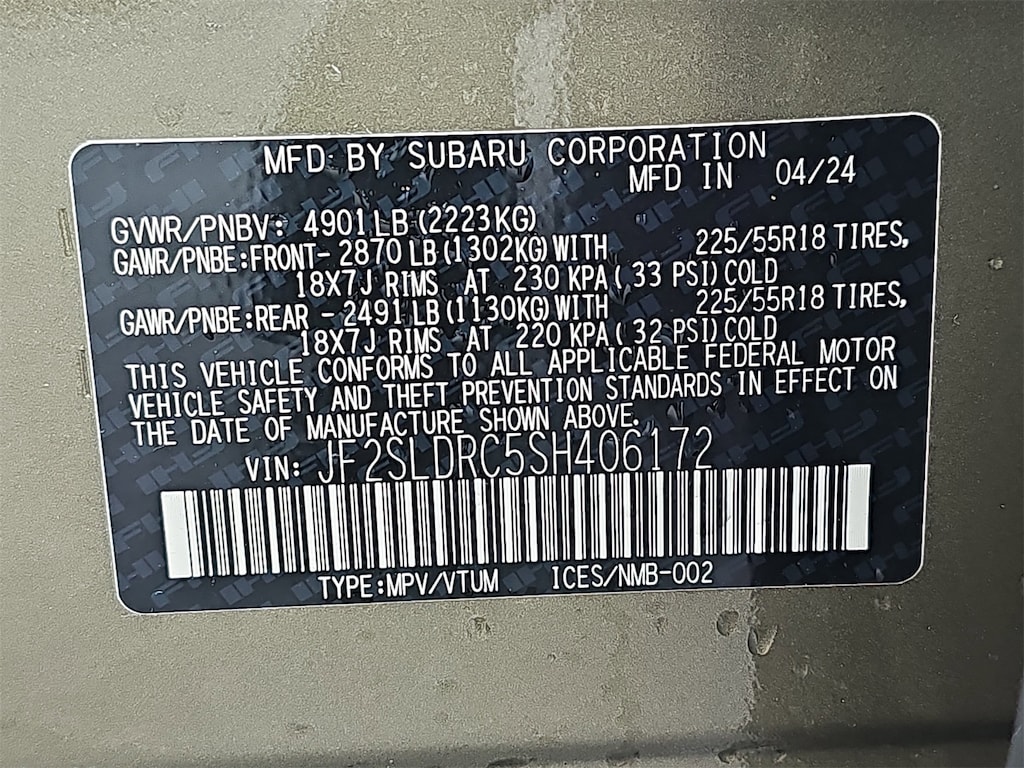 MFD BY SUBARU CORPORATION
MFD IN 04/24
GVWR/PNBV: 4901 LB (2223KG)
GAWR/PNBE:FRONT- 2870 LB (1302KG) WITH 225/55R18 TIRES,
18X7J RIMS AT 230 KPA ( 33 PSI) COLD
GAWR/PNBE:REAR - 2491 LB (1130KG) WITH 225/55R18 TIRES,
18X7J RIMS AT 220 KPA ( 32 PSI) COLD
THIS VEHICLE CONFORMS TO ALL APPLICABLE FEDERAL MOTOR
VEHICLE SAFETY AND THEFT PREVENTION STANDARDS IN EFFECT ON
THE DATE OF MANUFACTURE SHOWN ABOVE.
VIN: JF2SLDRC5SH406172
TYPE:MPV/VTUM ICES/NMB-002